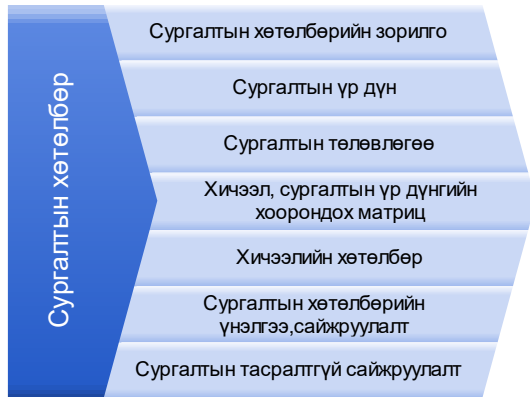 Сургалтын хөтөлбөр
Сургалтын хөтөлбөрийн зорилго
Сургалтын үр дүн
Сургалтын төлөвлөгөө
Хичээл, сургалтын үр дүнгийн
хоорондох матриц
Хичээлийн хөтөлбөр
Сургалтын хөтөлбөрийн
үнэлгээ,сайжруулалт
Сургалтын тасралтгүй сайжруулалт